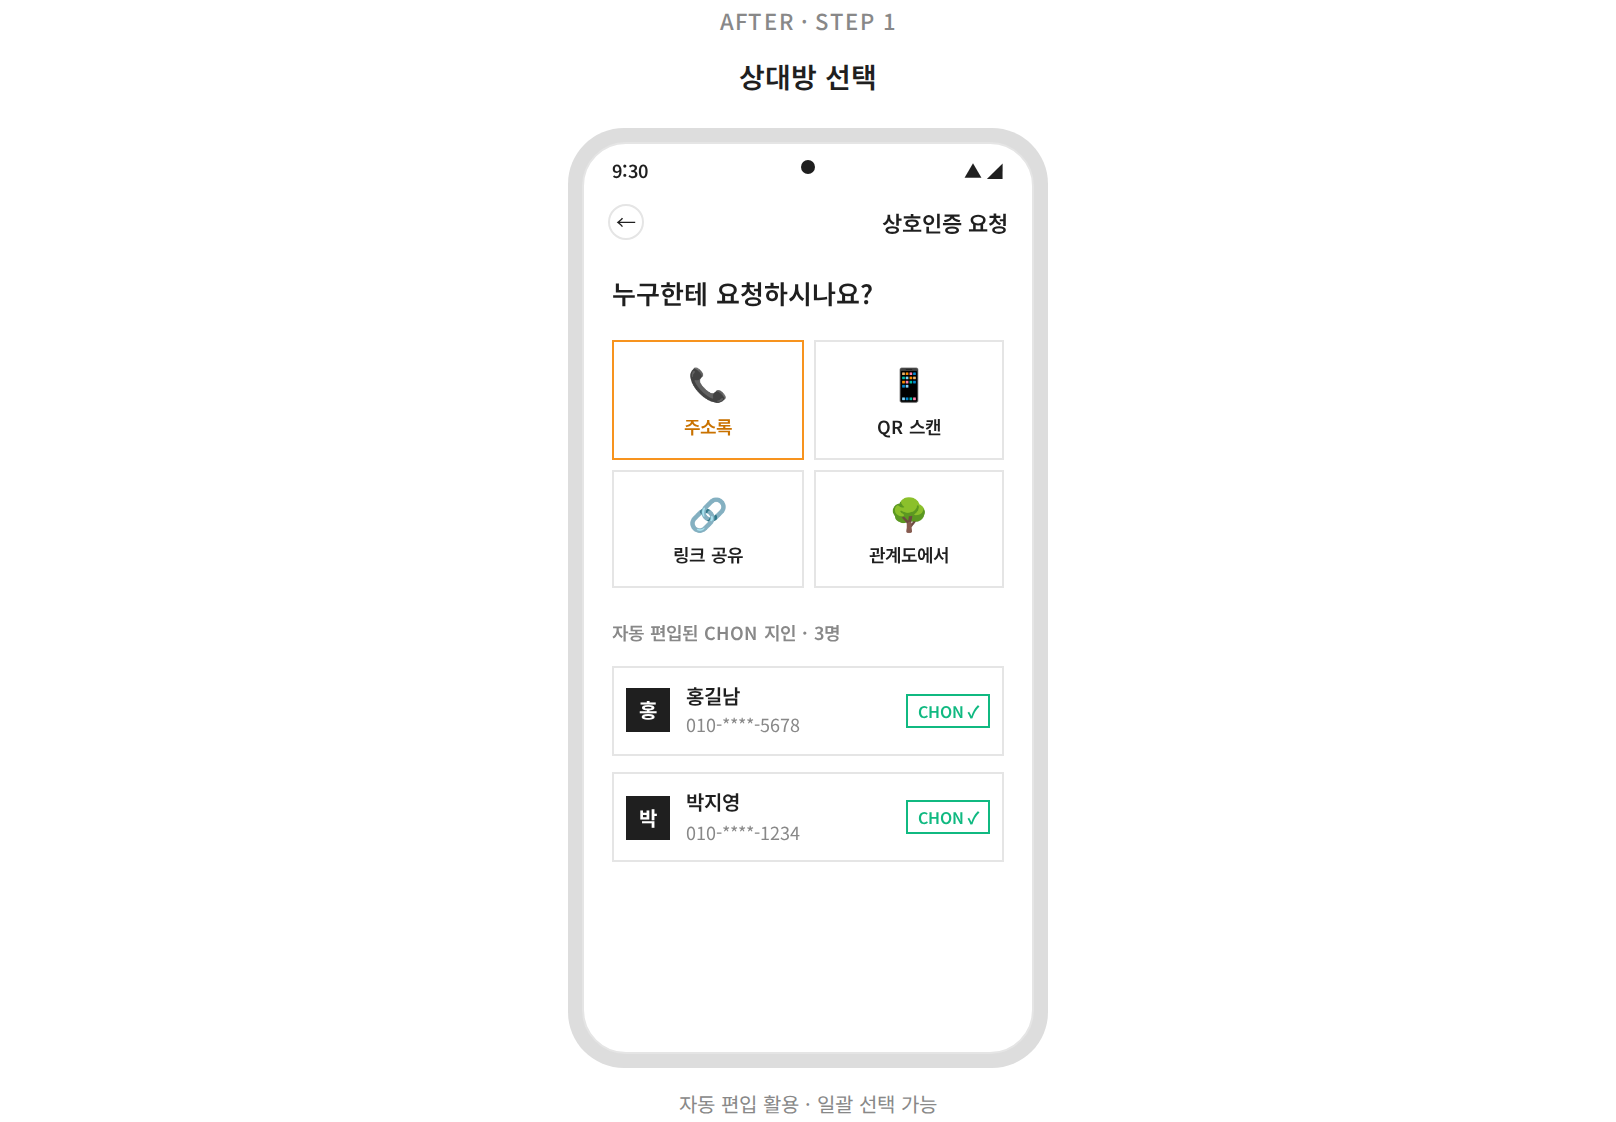 AFTER · STEP 1
상대방 선택
9:30
← 상호인증 요청
누구한테 요청하시나요?
주소록
QR 스캔
링크 공유
관계도에서
자동 편입된 CHON 지인 · 3명
홍
홍길남
010-****-5678
CHON ✓
박
박지영
010-****-1234
CHON ✓
자동 편입 활용 · 일괄 선택 가능